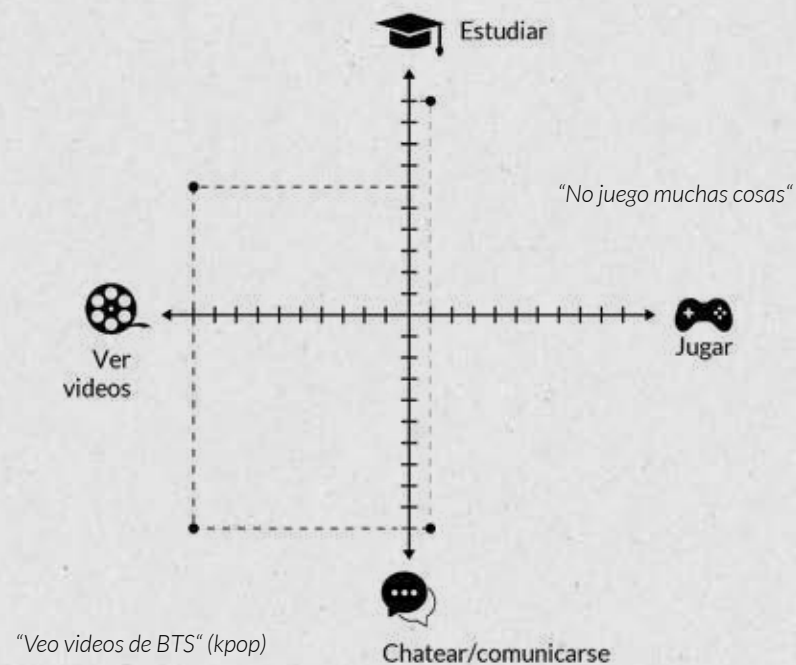 Estudiar
“No juego muchas cosas“
Ver
videos
Jugar
“Veo videos de BTS“ (kpop)
Chatear/comunicarse